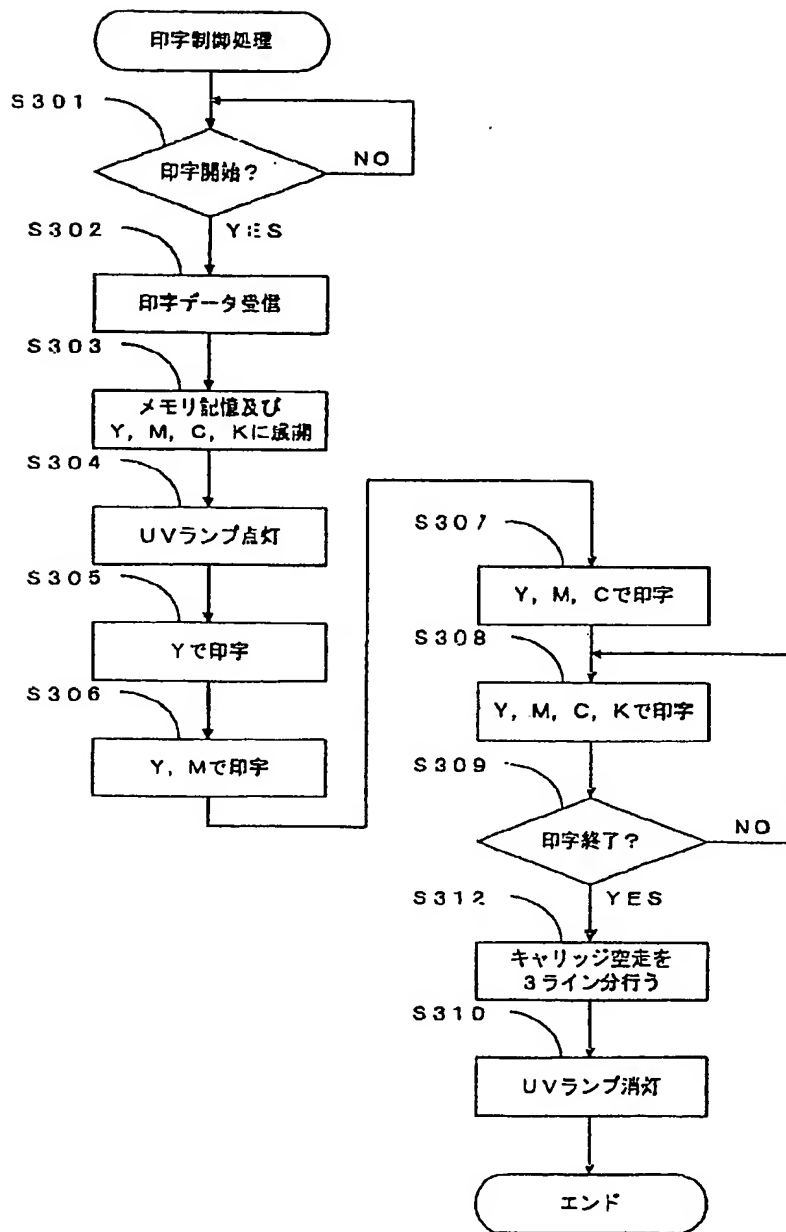 印字制御処理
S301
印字開始？
NO
YES
S302
印字データ受信
S303
メモリ記憶及び
Y，M，C，Kに展開
S304
UVランプ点灯
S305
Yで印字
S306
Y，Mで印字
S307
Y，M，Cで印字
S308
Y，M，C，Kで印字
S309
印字終了？
NO
YES
S312
キャリッジ空走を
3ライン分行う
S310
UVランプ消灯
エンド